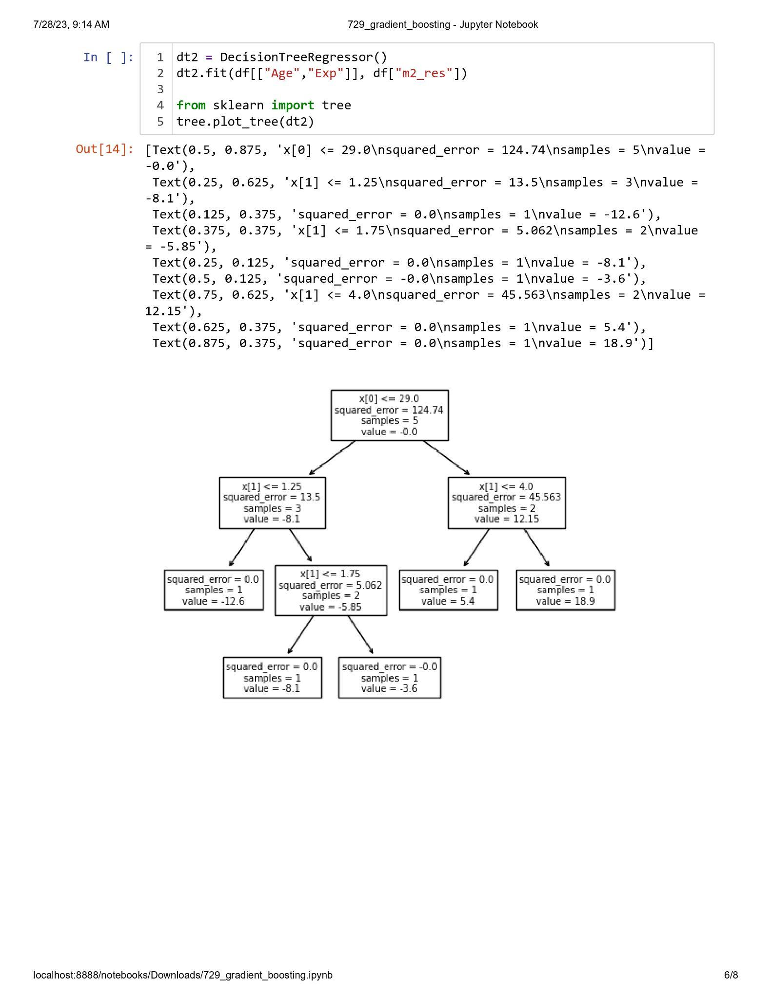 7/28/23, 9:14 AM
729_gradient_boosting - Jupyter Notebook
In [ ]:
1 dt2 = DecisionTreeRegressor()
2 dt2.fit(df[["Age","Exp"]], df["m2_res"])
3
4 from sklearn import tree
5 tree.plot_tree(dt2)
Out[14]:
[Text(0.5, 0.875, 'x[0] <= 29.0\nsquared_error = 124.74\nsamples = 5\nvalue =
-0.0'),
Text(0.25, 0.625, 'x[1] <= 1.25\nsquared_error = 13.5\nsamples = 3\nvalue =
-8.1'),
Text(0.125, 0.375, 'squared_error = 0.0\nsamples = 1\nvalue = -12.6'),
Text(0.375, 0.375, 'x[1] <= 1.75\nsquared_error = 5.062\nsamples = 2\nvalue
= -5.85'),
Text(0.25, 0.125, 'squared_error = 0.0\nsamples = 1\nvalue = -8.1'),
Text(0.5, 0.125, 'squared_error = -0.0\nsamples = 1\nvalue = -3.6'),
Text(0.75, 0.625, 'x[1] <= 4.0\nsquared_error = 45.563\nsamples = 2\nvalue =
12.15'),
Text(0.625, 0.375, 'squared_error = 0.0\nsamples = 1\nvalue = 5.4'),
Text(0.875, 0.375, 'squared_error = 0.0\nsamples = 1\nvalue = 18.9')]
x[0] <= 29.0
squared_error = 124.74
samples = 5
value = -0.0
x[1] <= 1.25
squared_error = 13.5
samples = 3
value = -8.1
x[1] <= 4.0
squared_error = 45.563
samples = 2
value = 12.15
squared_error = 0.0
samples = 1
value = -12.6
x[1] <= 1.75
squared_error = 5.062
samples = 2
value = -5.85
squared_error = 0.0
samples = 1
value = 5.4
squared_error = 0.0
samples = 1
value = 18.9
squared_error = 0.0
samples = 1
value = -8.1
squared_error = -0.0
samples = 1
value = -3.6
localhost:8888/notebooks/Downloads/729_gradient_boosting.ipynb
6/8